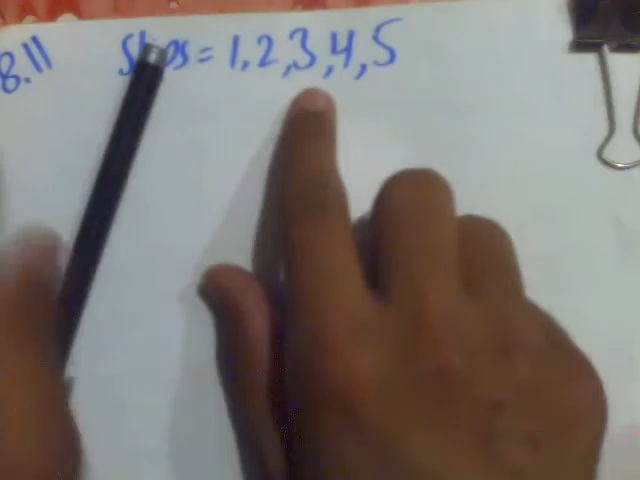 8.11 = 1,2,3,4,5